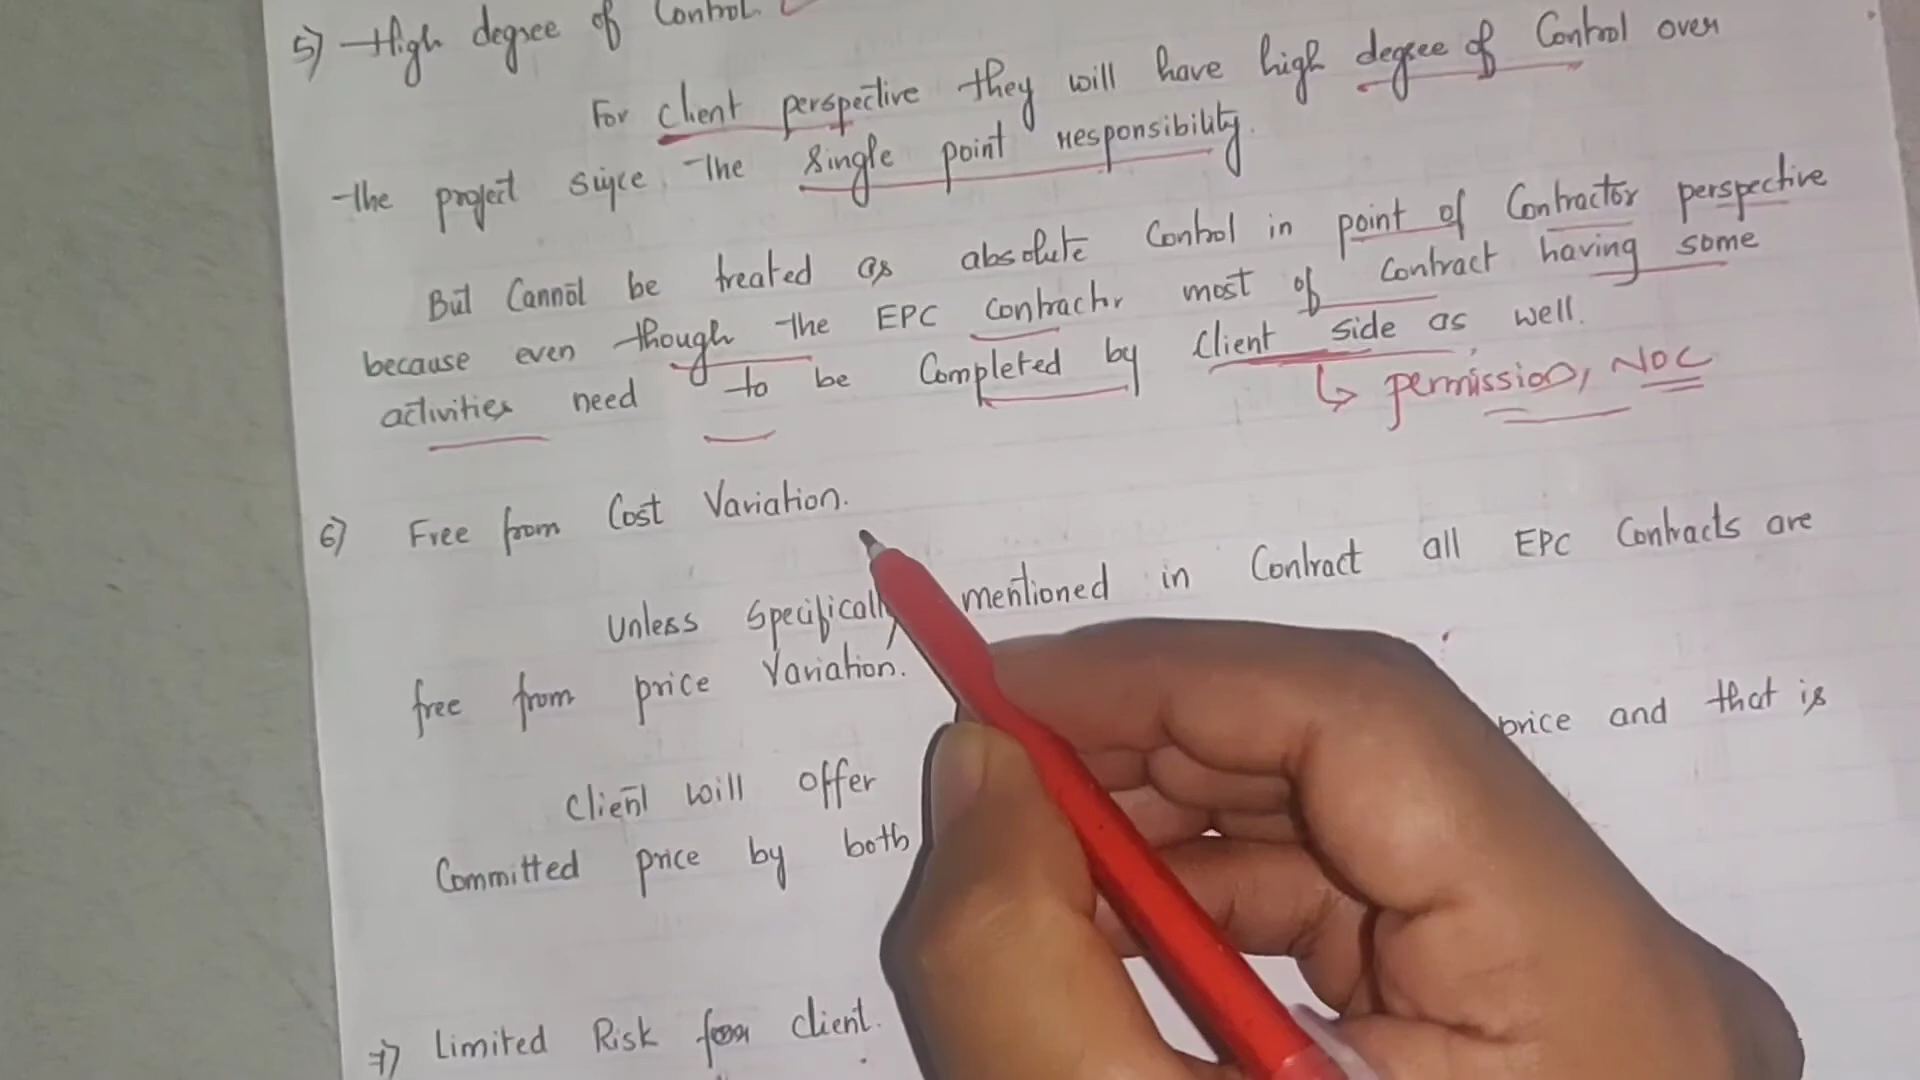 5) High degree of Control.
For client perspective they will have high degree of Control over
the project since the single point responsibility.
But Cannot be treated as absolute Control in point of Contractor perspective
because even though the EPC contractor most of contract having some
activities need to be Completed by Client side as well.
↳ permission, NOC
6) Free from Cost Variation.
Unless Specifically mentioned in Contract all EPC Contracts are
free from price Variation.
Client will offer price and that is
Committed price by both
7) Limited Risk for client.